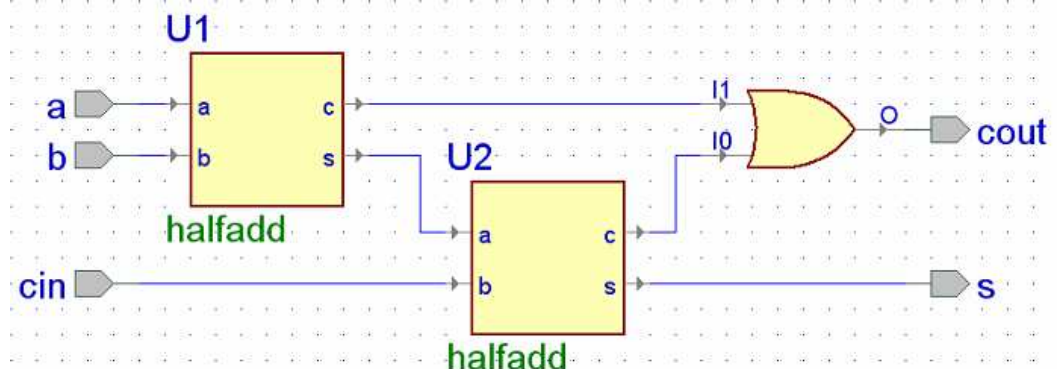 U1
a a c I1 O cout
b b s I0
U2
halfadd
a c
cin b s s
halfadd